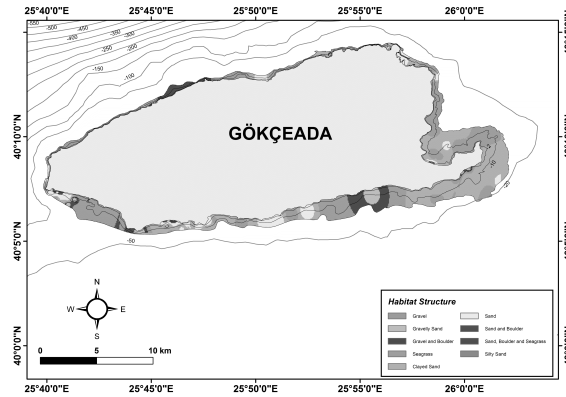 25°40'0"E 25°45'0"E 25°50'0"E 25°55'0"E 26°0'0"E
-550
-500
-450
-400
-350
-300
-250
-200
-150
-100
40°10'0"N
GÖKÇEADA
-10
-20
40°5'0"N
-50
N
W E
S
0 5 10 km
40°0'0"N
Habitat Structure
Gravel Sand
Gravelly Sand Sand and Boulder
Gravel and Boulder Sand, Boulder and Seagrass
Seagrass Silty Sand
Clayed Sand
25°40'0"E 25°45'0"E 25°50'0"E 25°55'0"E 26°0'0"E